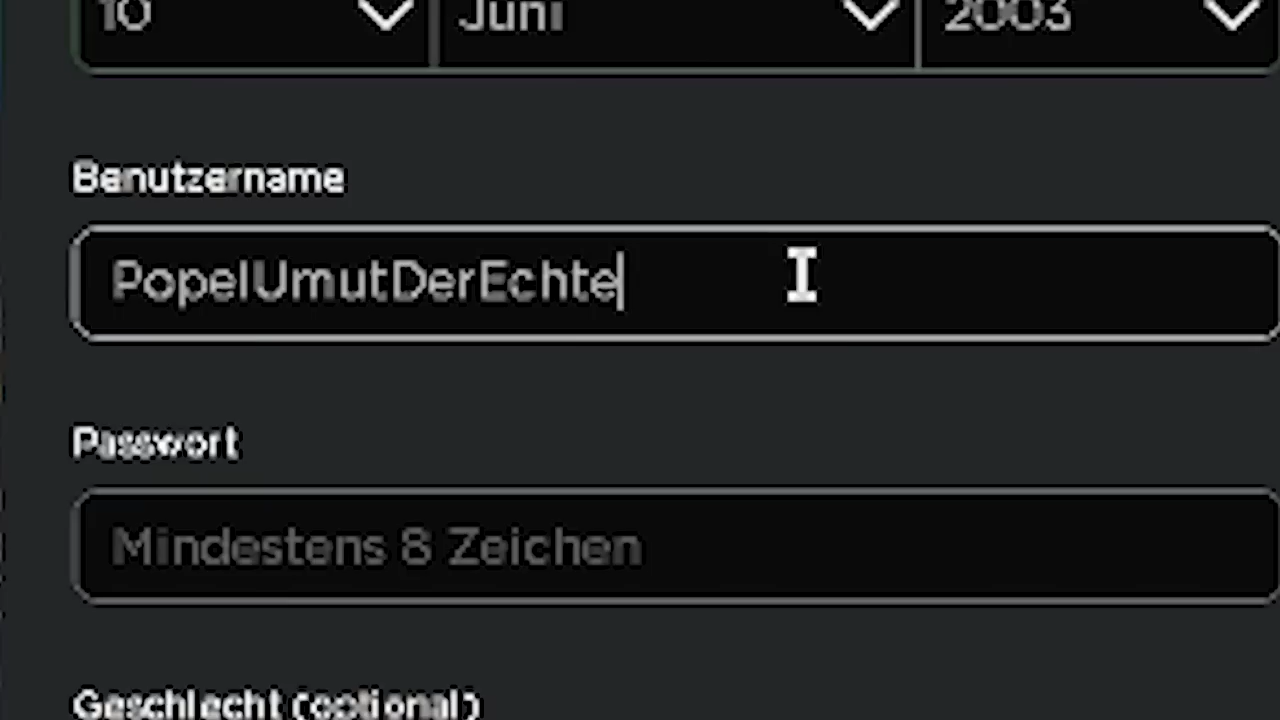 10 Juni 2003
Benutzername
PopelUmutDerEchte
Passwort
Mindestens 8 Zeichen
Geschlecht (optional)